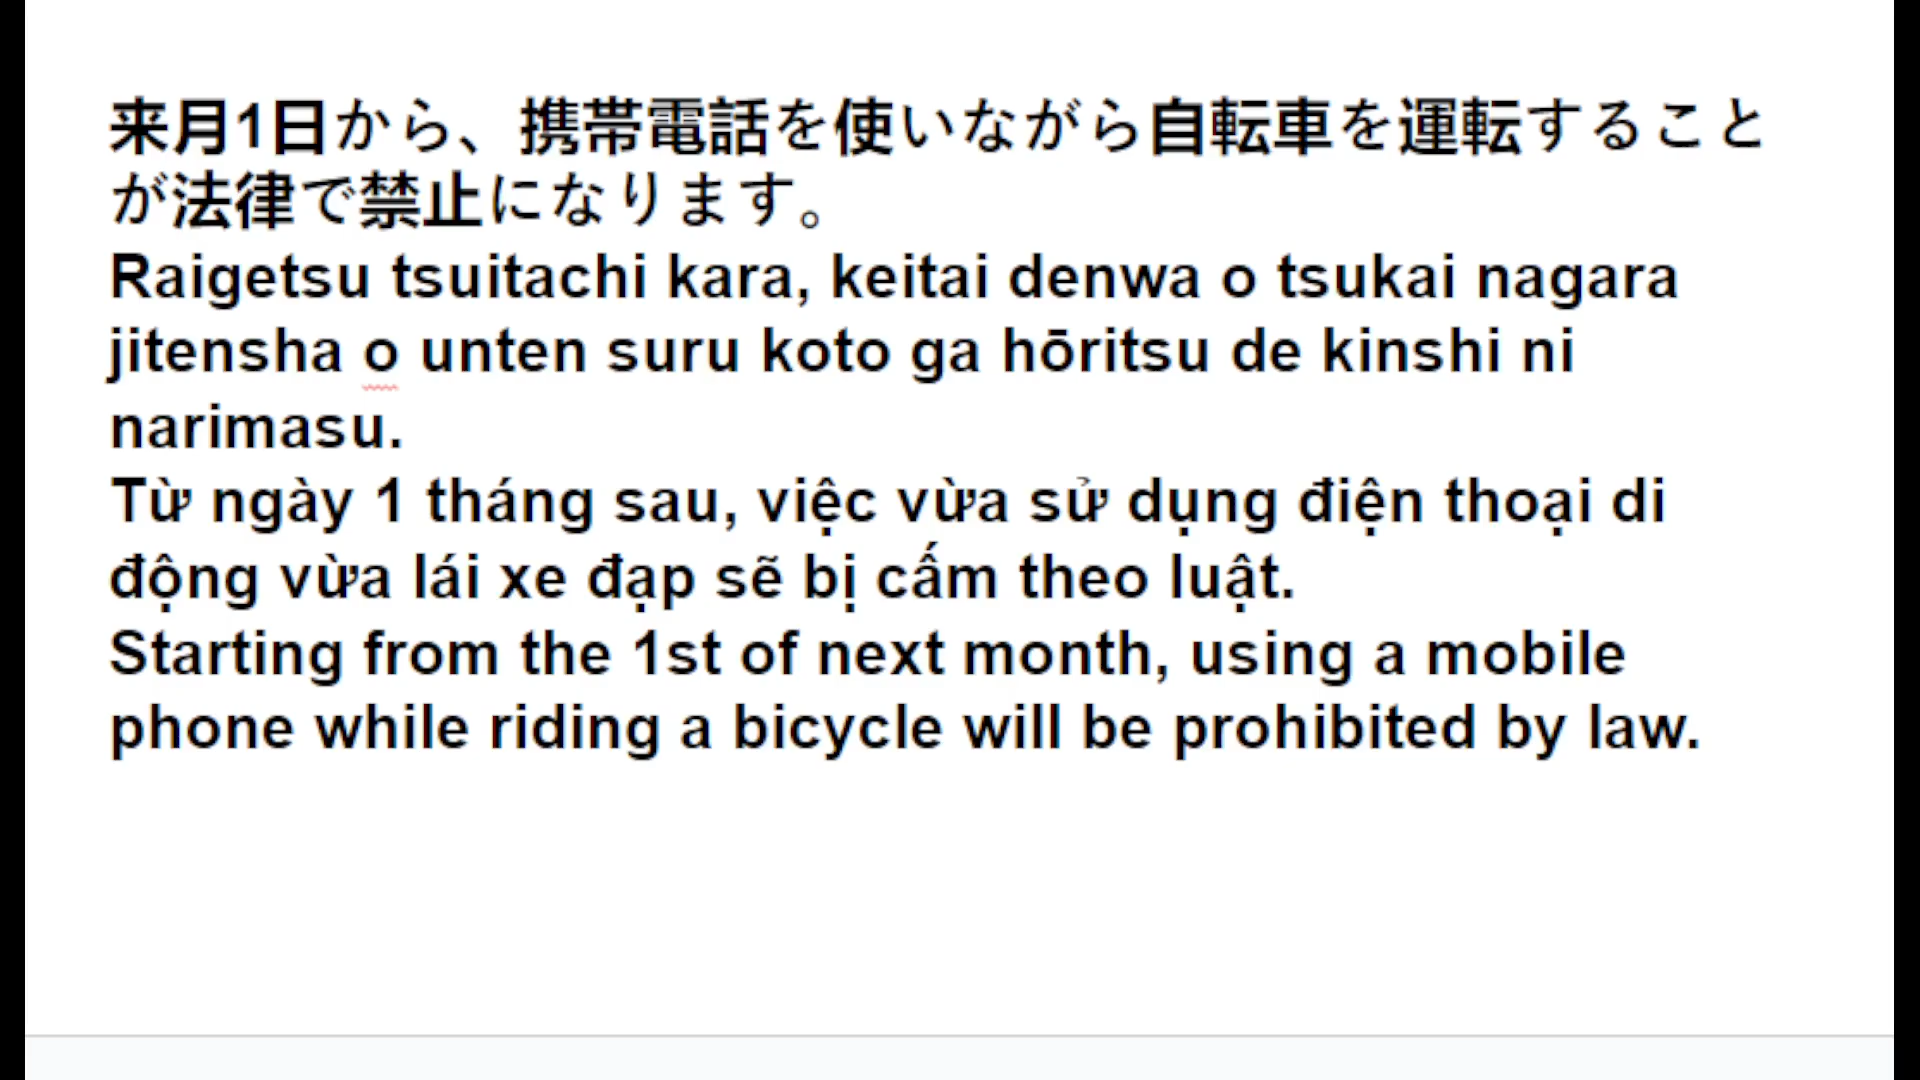 来月1日から、携帯電話を使いながら自転車を運転すること
が法律で禁止になります。
Raigetsu tsuitachi kara, keitai denwa o tsukai nagara
jitensha o unten suru koto ga hōritsu de kinshi ni
narimasu.
Từ ngày 1 tháng sau, việc vừa sử dụng điện thoại di
động vừa lái xe đạp sẽ bị cấm theo luật.
Starting from the 1st of next month, using a mobile
phone while riding a bicycle will be prohibited by law.